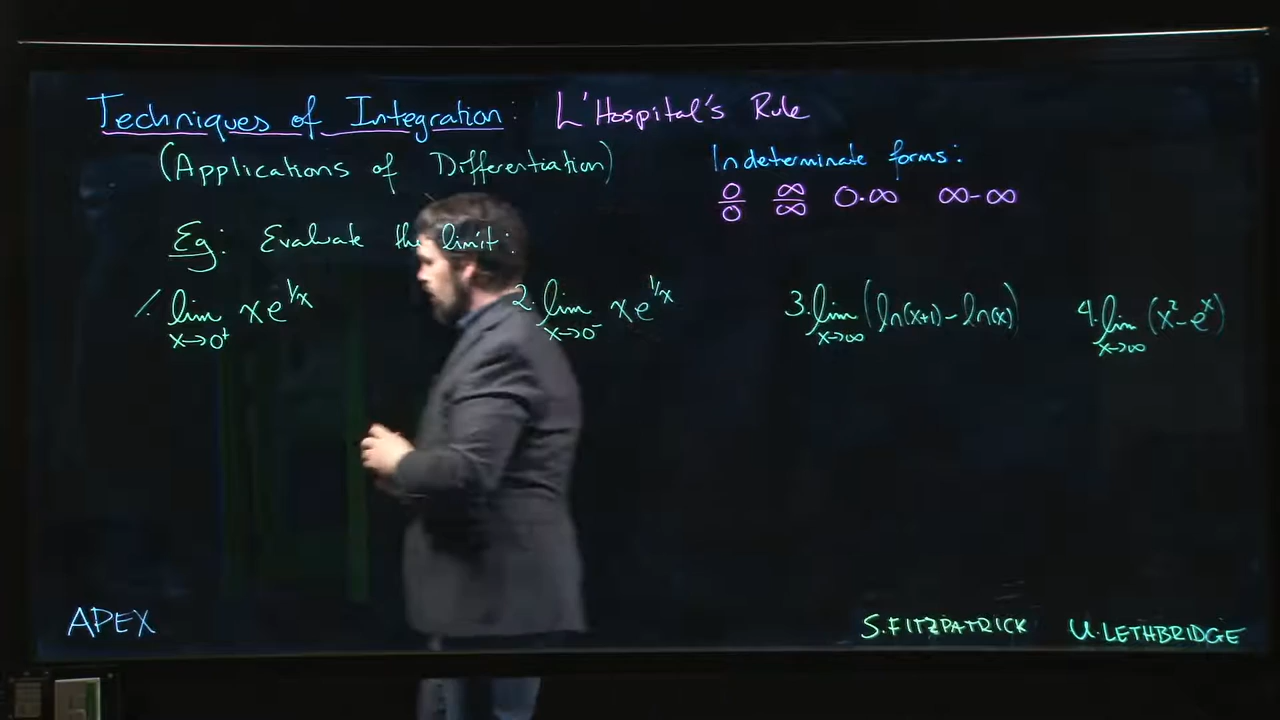 Techniques of Integration: L'Hospital's Rule
(Applications of Differentiation)
Indeterminate forms:
0/0 ∞/∞ 0·∞ ∞-∞
Eg: Evaluate the limit:
1. lim x→0⁺ xe^(1/x)
2. lim x→0⁻ xe^(1/x)
3. lim x→∞ (ln(x+1) - ln(x))
4. lim x→∞ (x² - e^x)
APEX
S. FITZPATRICK
U. LETHBRIDGE